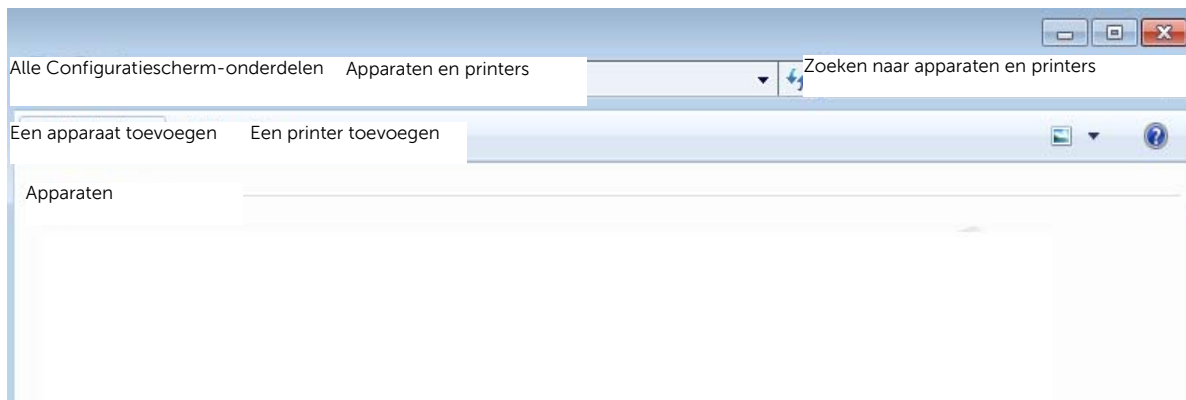 Alle Configuratiescherm-onderdelen Apparaten en printers Zoeken naar apparaten en printers
Een apparaat toevoegen Een printer toevoegen
Apparaten